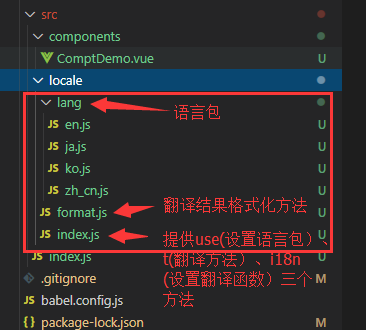 src
components
ComptDemo.vue U
locale
lang
语言包
JS en.js U
JS ja.js U
JS ko.js U
JS zh_cn.js U
JS format.js U
翻译结果格式化方法
JS index.js U
提供use(设置语言包)、
JS index.js
t(翻译方法)、i18n
.gitignore M
(设置翻译函数)三个
babel.config.js
方法
package-lock.json M